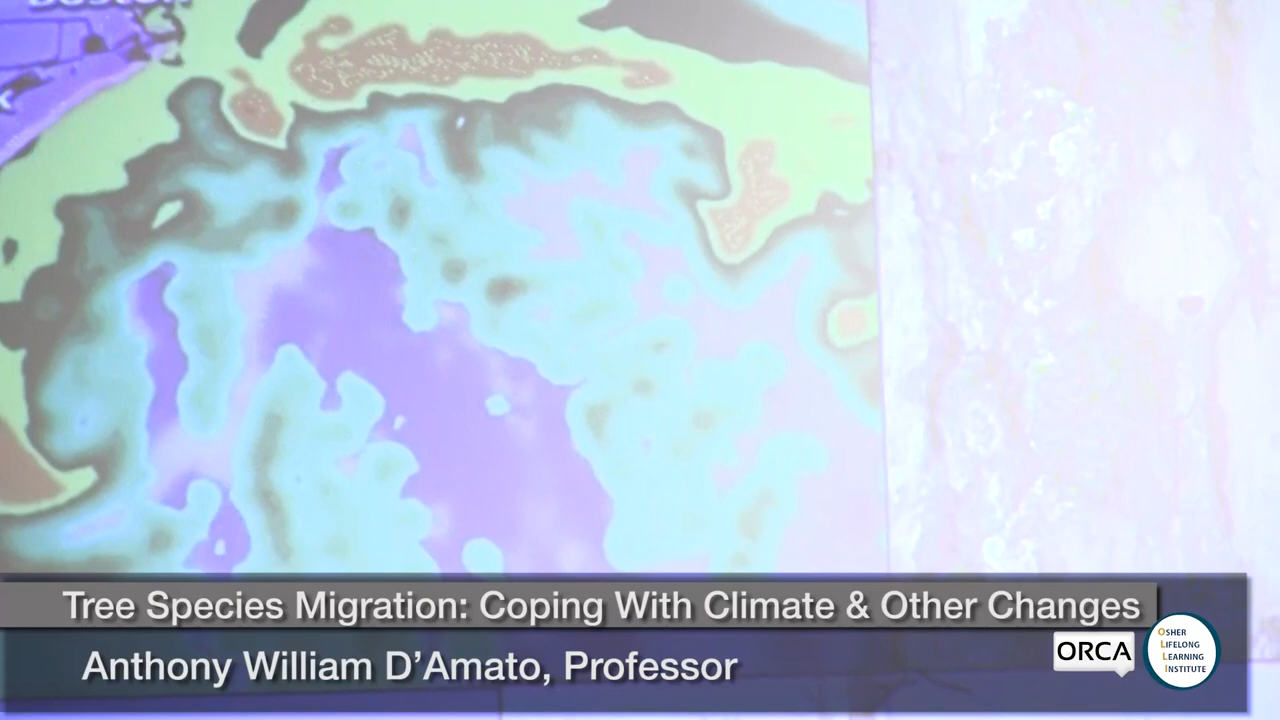 Tree Species Migration: Coping With Climate & Other Changes
Anthony William D'Amato, Professor
ORCA
OSHER
LIFELONG
LEARNING
INSTITUTE